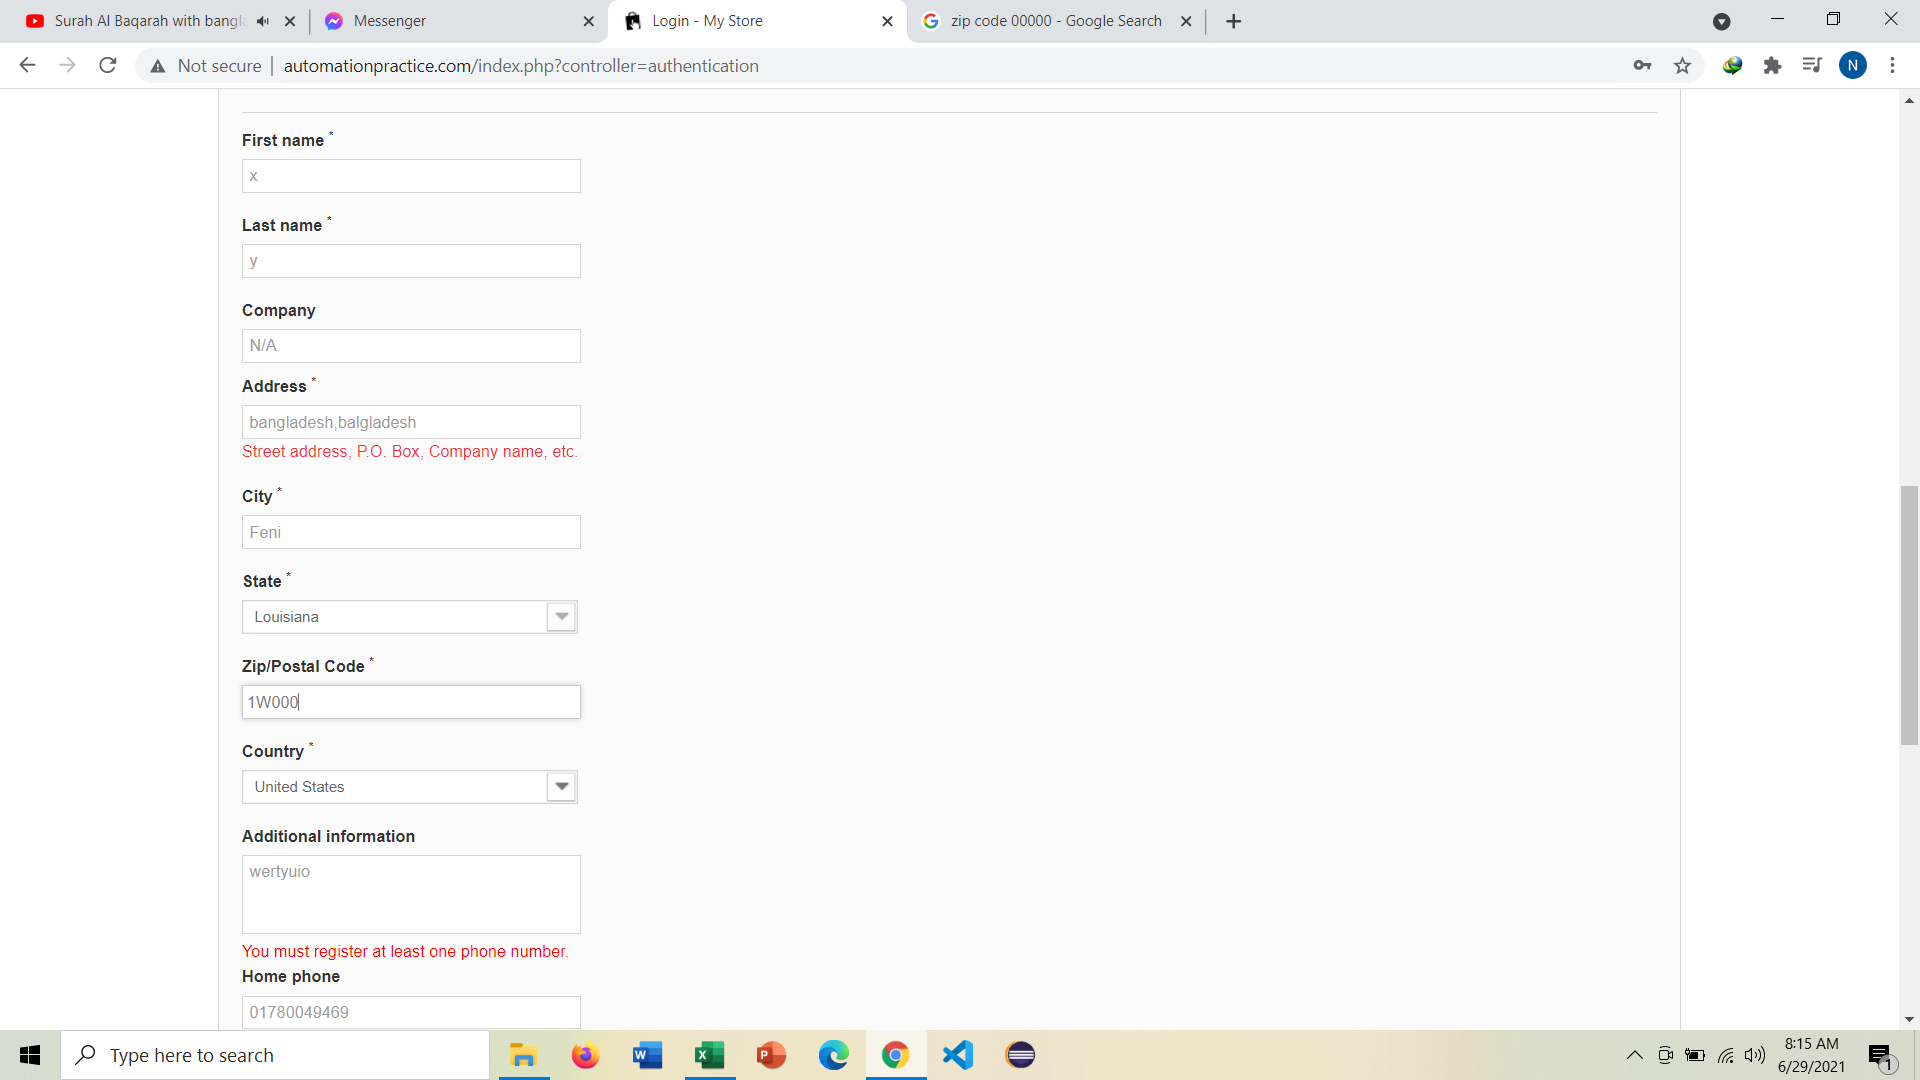 Surah Al Baqarah with bangla
Messenger
Login - My Store
zip code 00000 - Google Search
Not secure
automationpractice.com/index.php?controller=authentication
N
First name *
x
Last name *
y
Company
N/A
Address *
bangladesh,balgladesh
Street address, P.O. Box, Company name, etc.
City *
Feni
State *
Louisiana
Zip/Postal Code *
1W000
Country *
United States
Additional information
wertyuio
You must register at least one phone number.
Home phone
01780049469
Type here to search
8:15 AM
6/29/2021
1